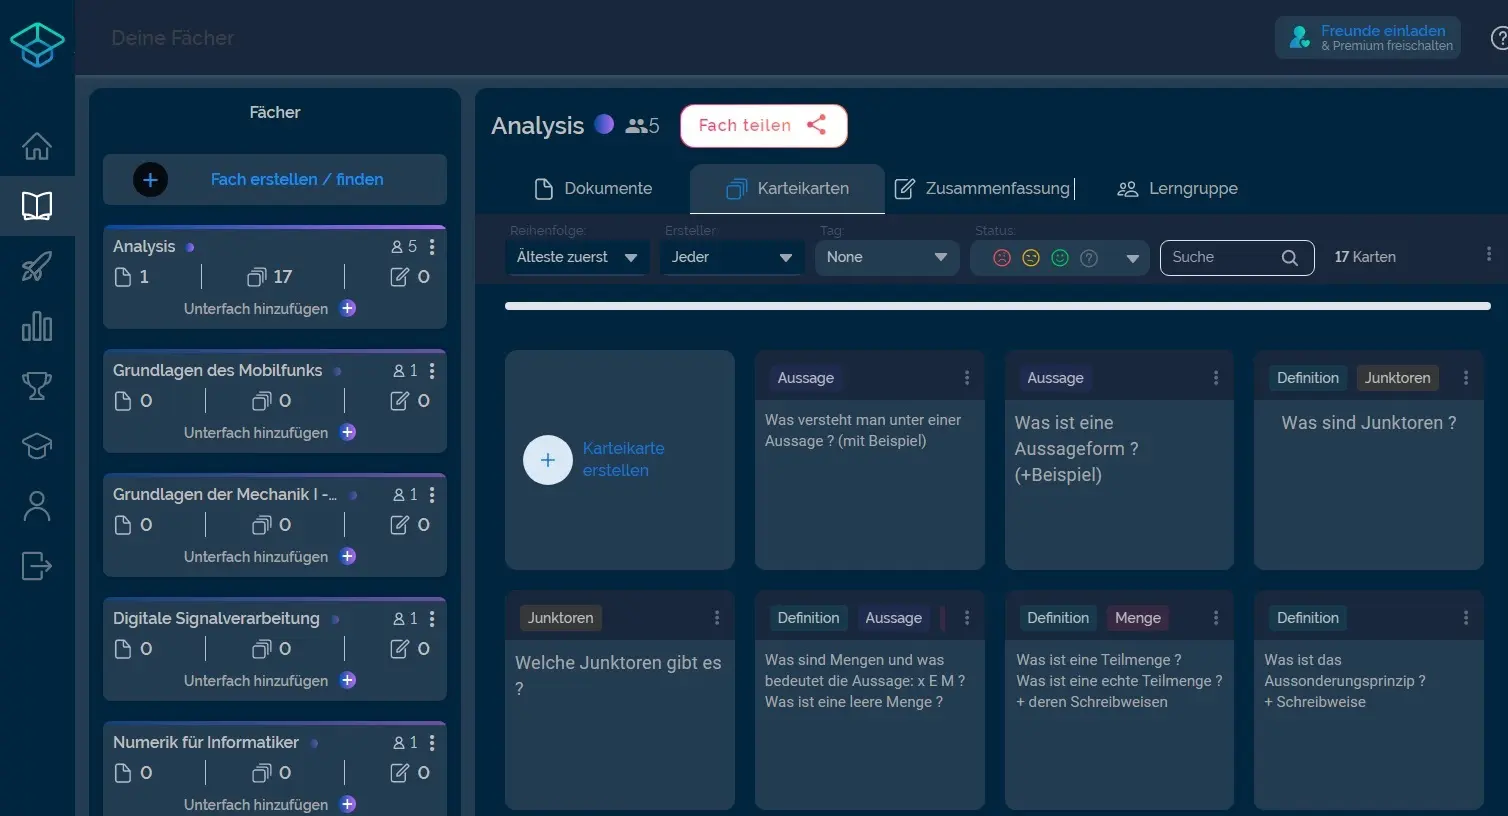 Deine Fächer
Freunde einladen
& Premium freischalten
Fächer
Fach erstellen / finden
Analysis
5
1
17
0
Unterfach hinzufügen
Grundlagen des Mobilfunks
1
0
0
0
Unterfach hinzufügen
Grundlagen der Mechanik I -...
1
0
0
0
Unterfach hinzufügen
Digitale Signalverarbeitung
1
0
0
0
Unterfach hinzufügen
Numerik für Informatiker
1
0
0
0
Unterfach hinzufügen
Analysis
5
Fach teilen
Dokumente
Karteikarten
Zusammenfassung
Lerngruppe
Reihenfolge:
Ersteller:
Tag:
Status:
Älteste zuerst
Jeder
None
Suche
17 Karten
Karteikarte
erstellen
Aussage
Was versteht man unter einer
Aussage ? (mit Beispiel)
Aussage
Was ist eine
Aussageform ?
(+Beispiel)
Definition
Junktoren
Was sind Junktoren ?
Junktoren
Welche Junktoren gibt es
?
Definition
Aussage
Was sind Mengen und was
bedeutet die Aussage: x E M ?
Was ist eine leere Menge ?
Definition
Menge
Was ist eine Teilmenge ?
Was ist eine echte Teilmenge ?
+ deren Schreibweisen
Definition
Was ist das
Aussonderungsprinzip ?
+ Schreibweise